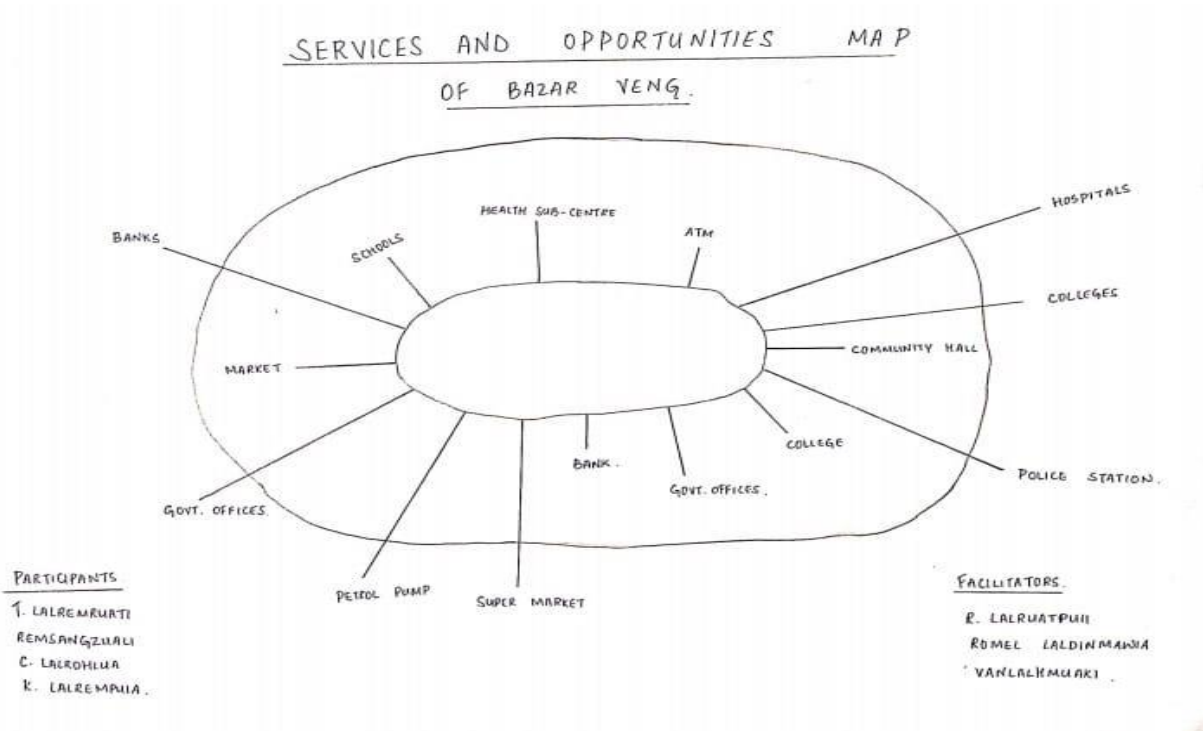 SERVICES AND OPPORTUNITIES MAP
OF BAZAR VENG.
HOSPITALS
HEALTH SUB-CENTRE
ATM
BANKS
SCHOOLS
COLLEGES
COMMUNITY HALL
MARKET
COLLEGE
BANK.
POLICE STATION.
GOVT. OFFICES.
GOVT. OFFICES.
PETROL PUMP
SUPER MARKET
PARTICIPANTS
T. LALREMRUATI
REMSANGZUALI
C. LALROHLUA
K. LALREMPUIA.
FACILITATORS.
R. LALRUATPUII
ROMEL LALDINMAWIA
VANLALHMUAKI.